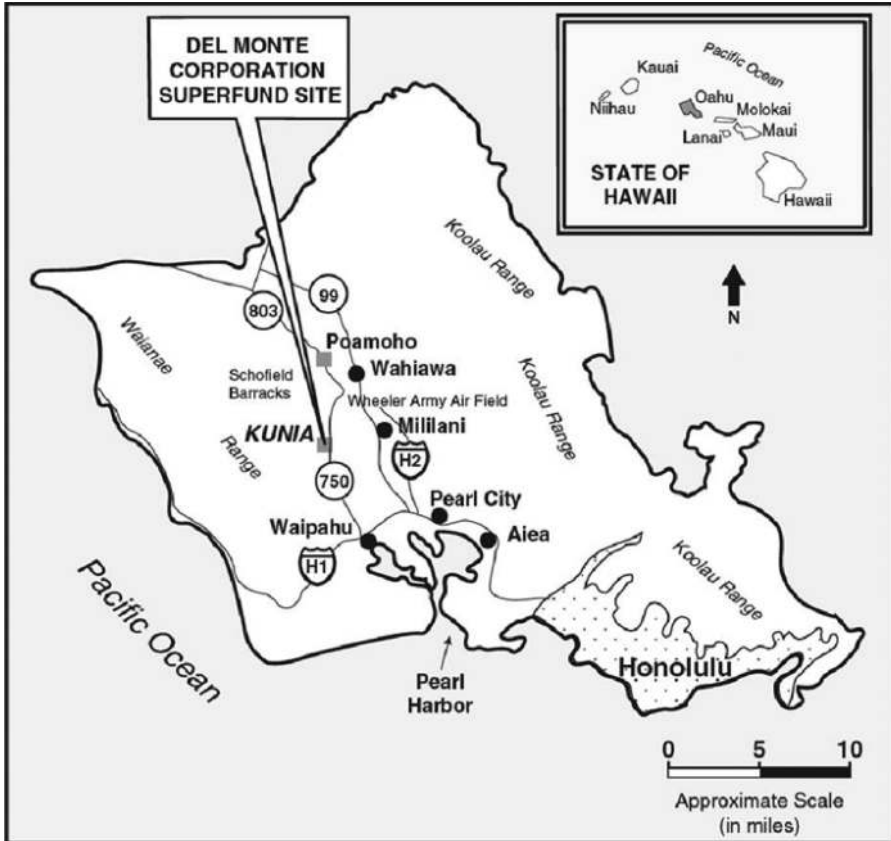 DEL MONTE
CORPORATION
SUPERFUND SITE
Pacific Ocean
Kauai
Niihau
Oahu
Molokai
Lanai
Maui
STATE OF
HAWAII
Hawaii
N
Koolau Range
99
803
Waianae
Poamoho
Wahiawa
Schofield
Barracks
Wheeler Army Air Field
Koolau Range
KUNIA
Mililani
Range
H2
750
Pearl City
Waipahu
Aiea
H1
Koolau Range
Pacific Ocean
Honolulu
Pearl
Harbor
0 5 10
Approximate Scale
(in miles)